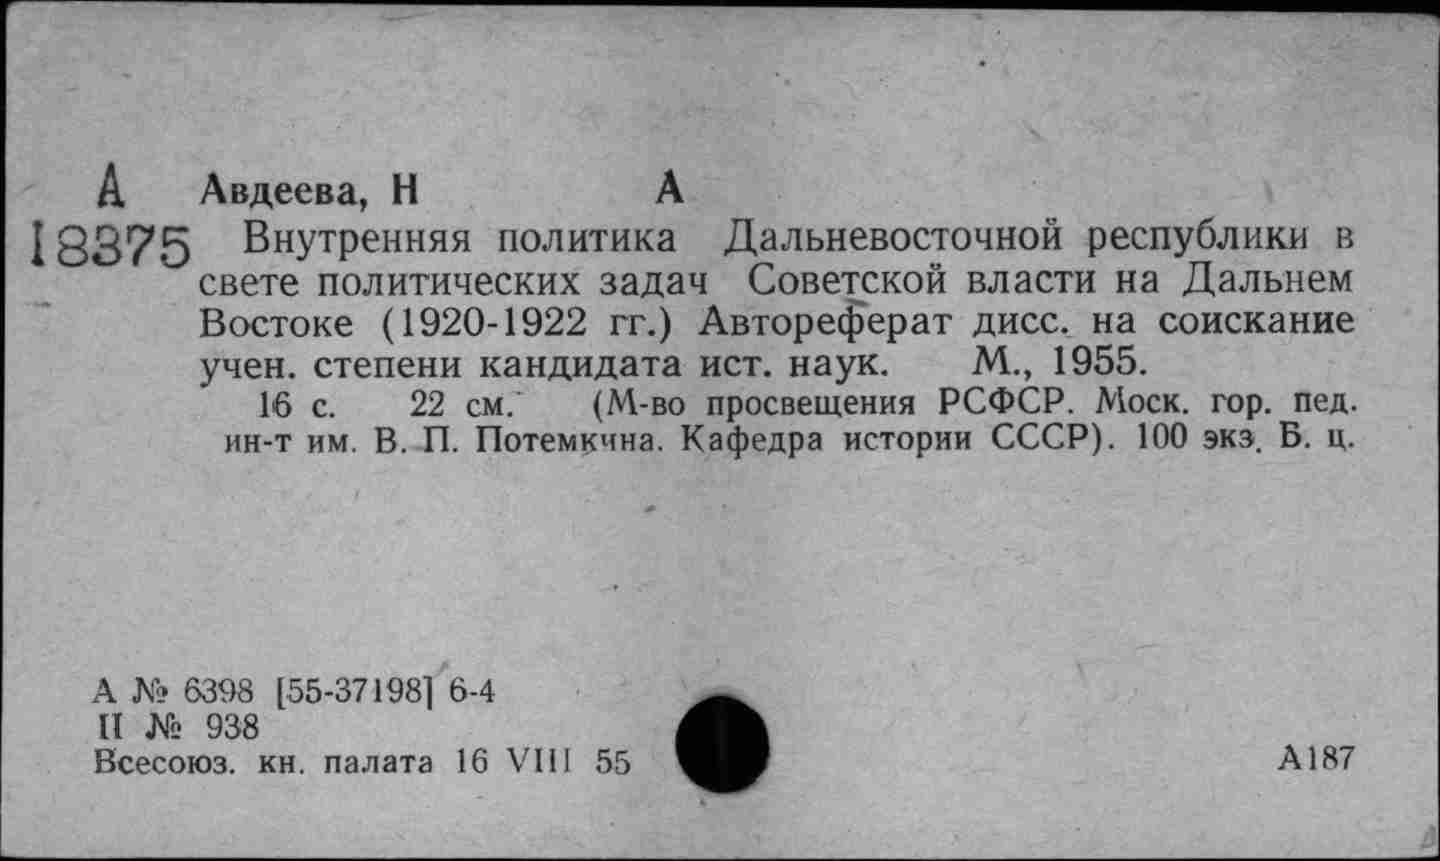 А Авдеева, Н А
18375 Внутренняя политика Дальневосточной республики в
свете политических задач Советской власти на Дальнем
Востоке (1920-1922 гг.) Автореферат дисс. на соискание
учен. степени кандидата ист. наук. М., 1955.
16 с. 22 см. (М-во просвещения РСФСР. Моск. гор. пед.
ин-т им. В. П. Потемкина. Кафедра истории СССР). 100 экз. Б. ц.
А № 6398 [55-37198] 6-4
II № 938
Всесоюз. кн. палата 16 VIII 55
А187